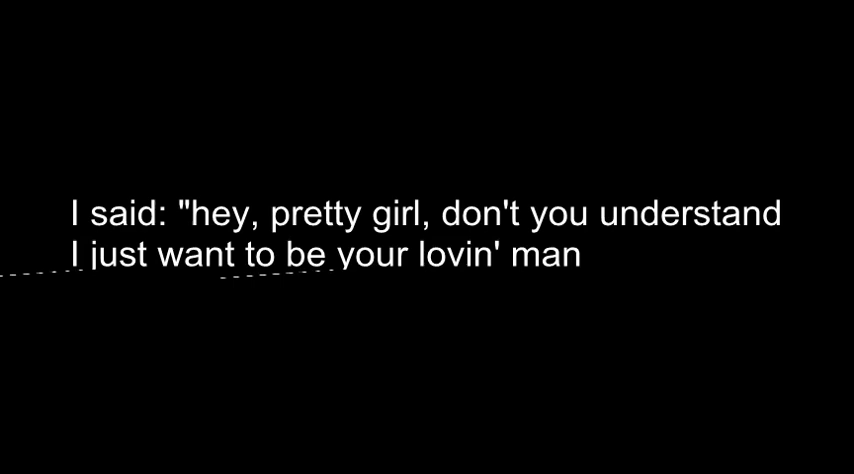 I said: "hey, pretty girl, don't you understand
I just want to be your lovin' man